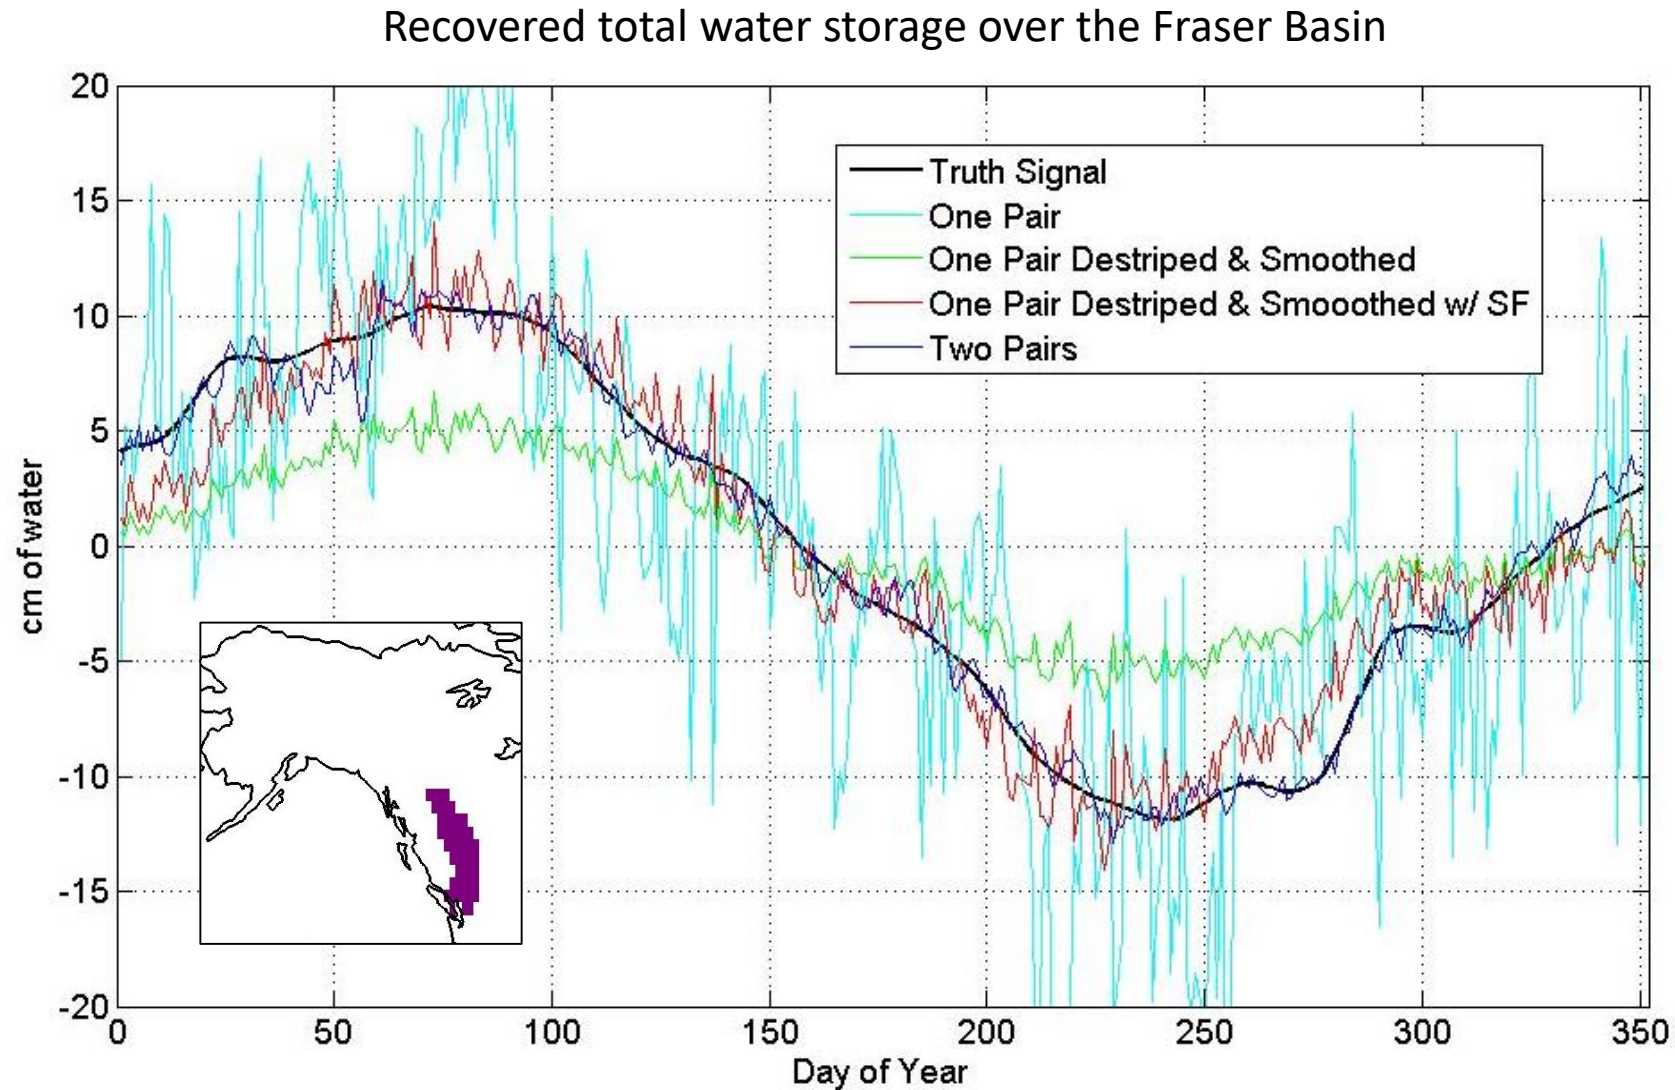 Recovered total water storage over the Fraser Basin
20
15
10
5
0
-5
-10
-15
-20
cm of water
Truth Signal
One Pair
One Pair Destriped & Smoothed
One Pair Destriped & Smooothed w/ SF
Two Pairs
0 50 100 150 200 250 300 350
Day of Year